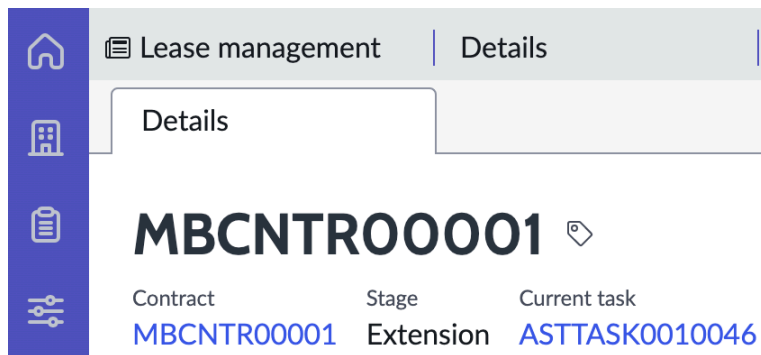 Lease management Details
Details
MBCNTR00001
Contract Stage Current task
MBCNTR00001 Extension ASTTASK0010046